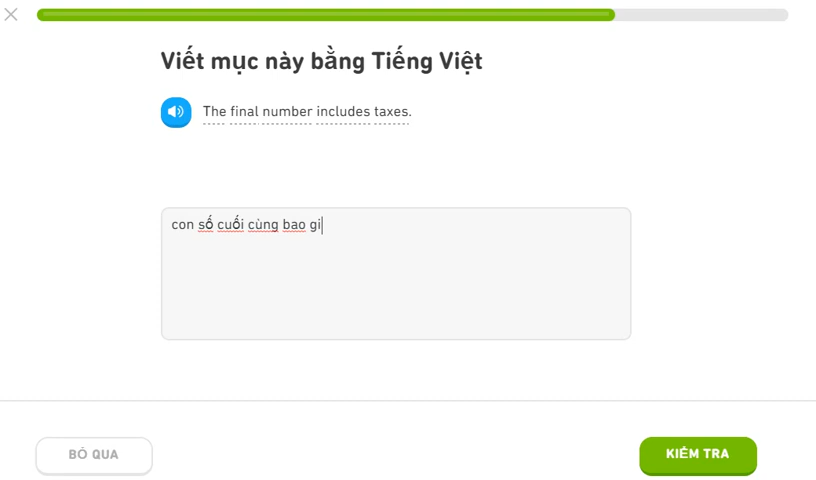 Viết mục này bằng Tiếng Việt
The final number includes taxes.
con số cuối cùng bao gi
BỎ QUA
KIỂM TRA